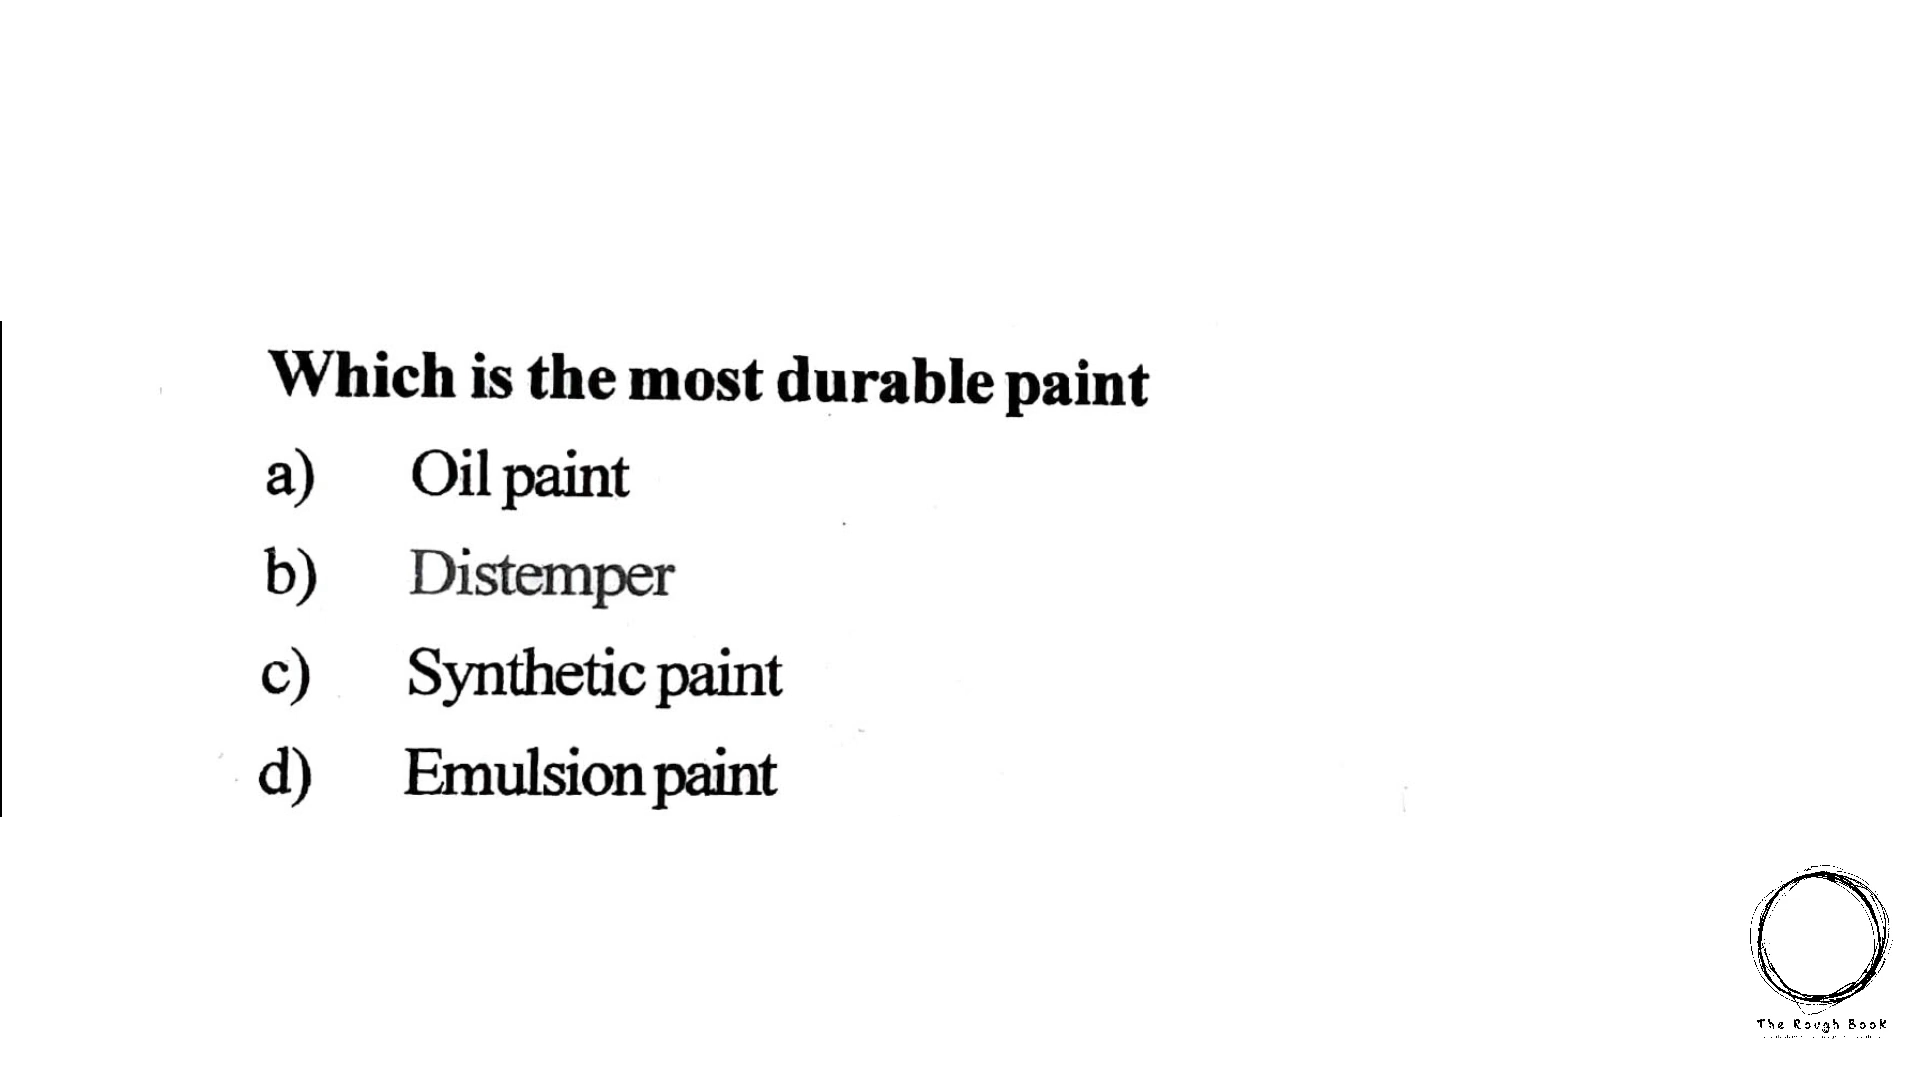 Which is the most durable paint
a) Oil paint
b) Distemper
c) Synthetic paint
d) Emulsion paint
The Rough Book